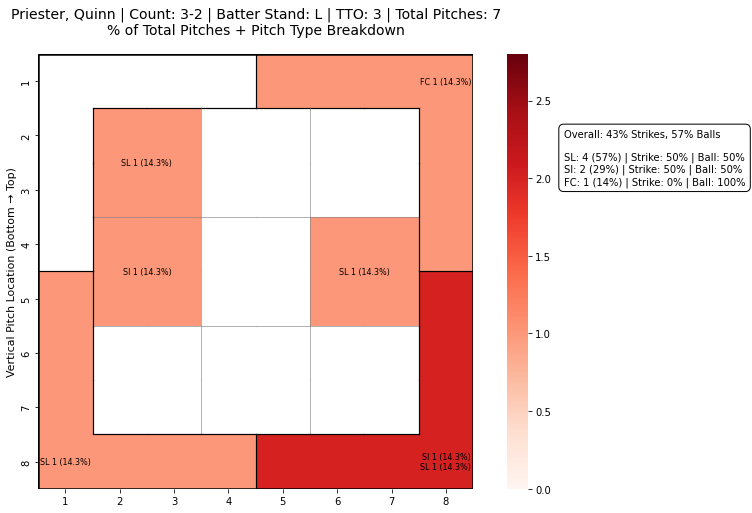 Priester, Quinn | Count: 3-2 | Batter Stand: L | TTO: 3 | Total Pitches: 7
% of Total Pitches + Pitch Type Breakdown
Vertical Pitch Location (Bottom → Top)
1
2
3
4
5
6
7
8
FC 1 (14.3%)
SL 1 (14.3%)
SI 1 (14.3%)
SL 1 (14.3%)
SL 1 (14.3%)
SI 1 (14.3%)
SL 1 (14.3%)
1
2
3
4
5
6
7
8
2.5
2.0
1.5
1.0
0.5
0.0
Overall: 43% Strikes, 57% Balls
SL: 4 (57%) | Strike: 50% | Ball: 50%
SI: 2 (29%) | Strike: 50% | Ball: 50%
FC: 1 (14%) | Strike: 0% | Ball: 100%